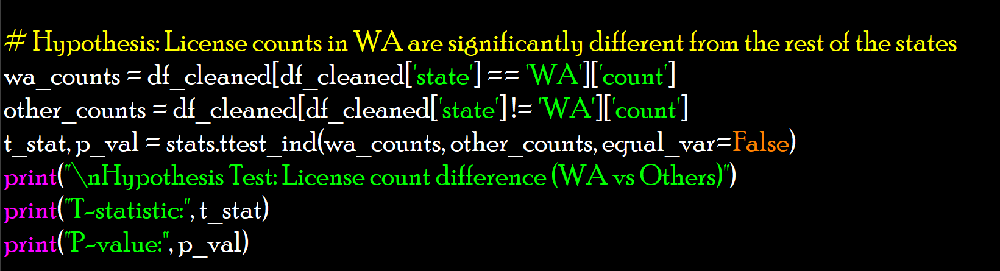 # Hypothesis: License counts in WA are significantly different from the rest of the states
wa_counts = df_cleaned[df_cleaned['state'] == 'WA']['count']
other_counts = df_cleaned[df_cleaned['state'] != 'WA']['count']
t_stat, p_val = stats.ttest_ind(wa_counts, other_counts, equal_var=False)
print("\nHypothesis Test: License count difference (WA vs Others)")
print("T-statistic:", t_stat)
print("P-value:", p_val)